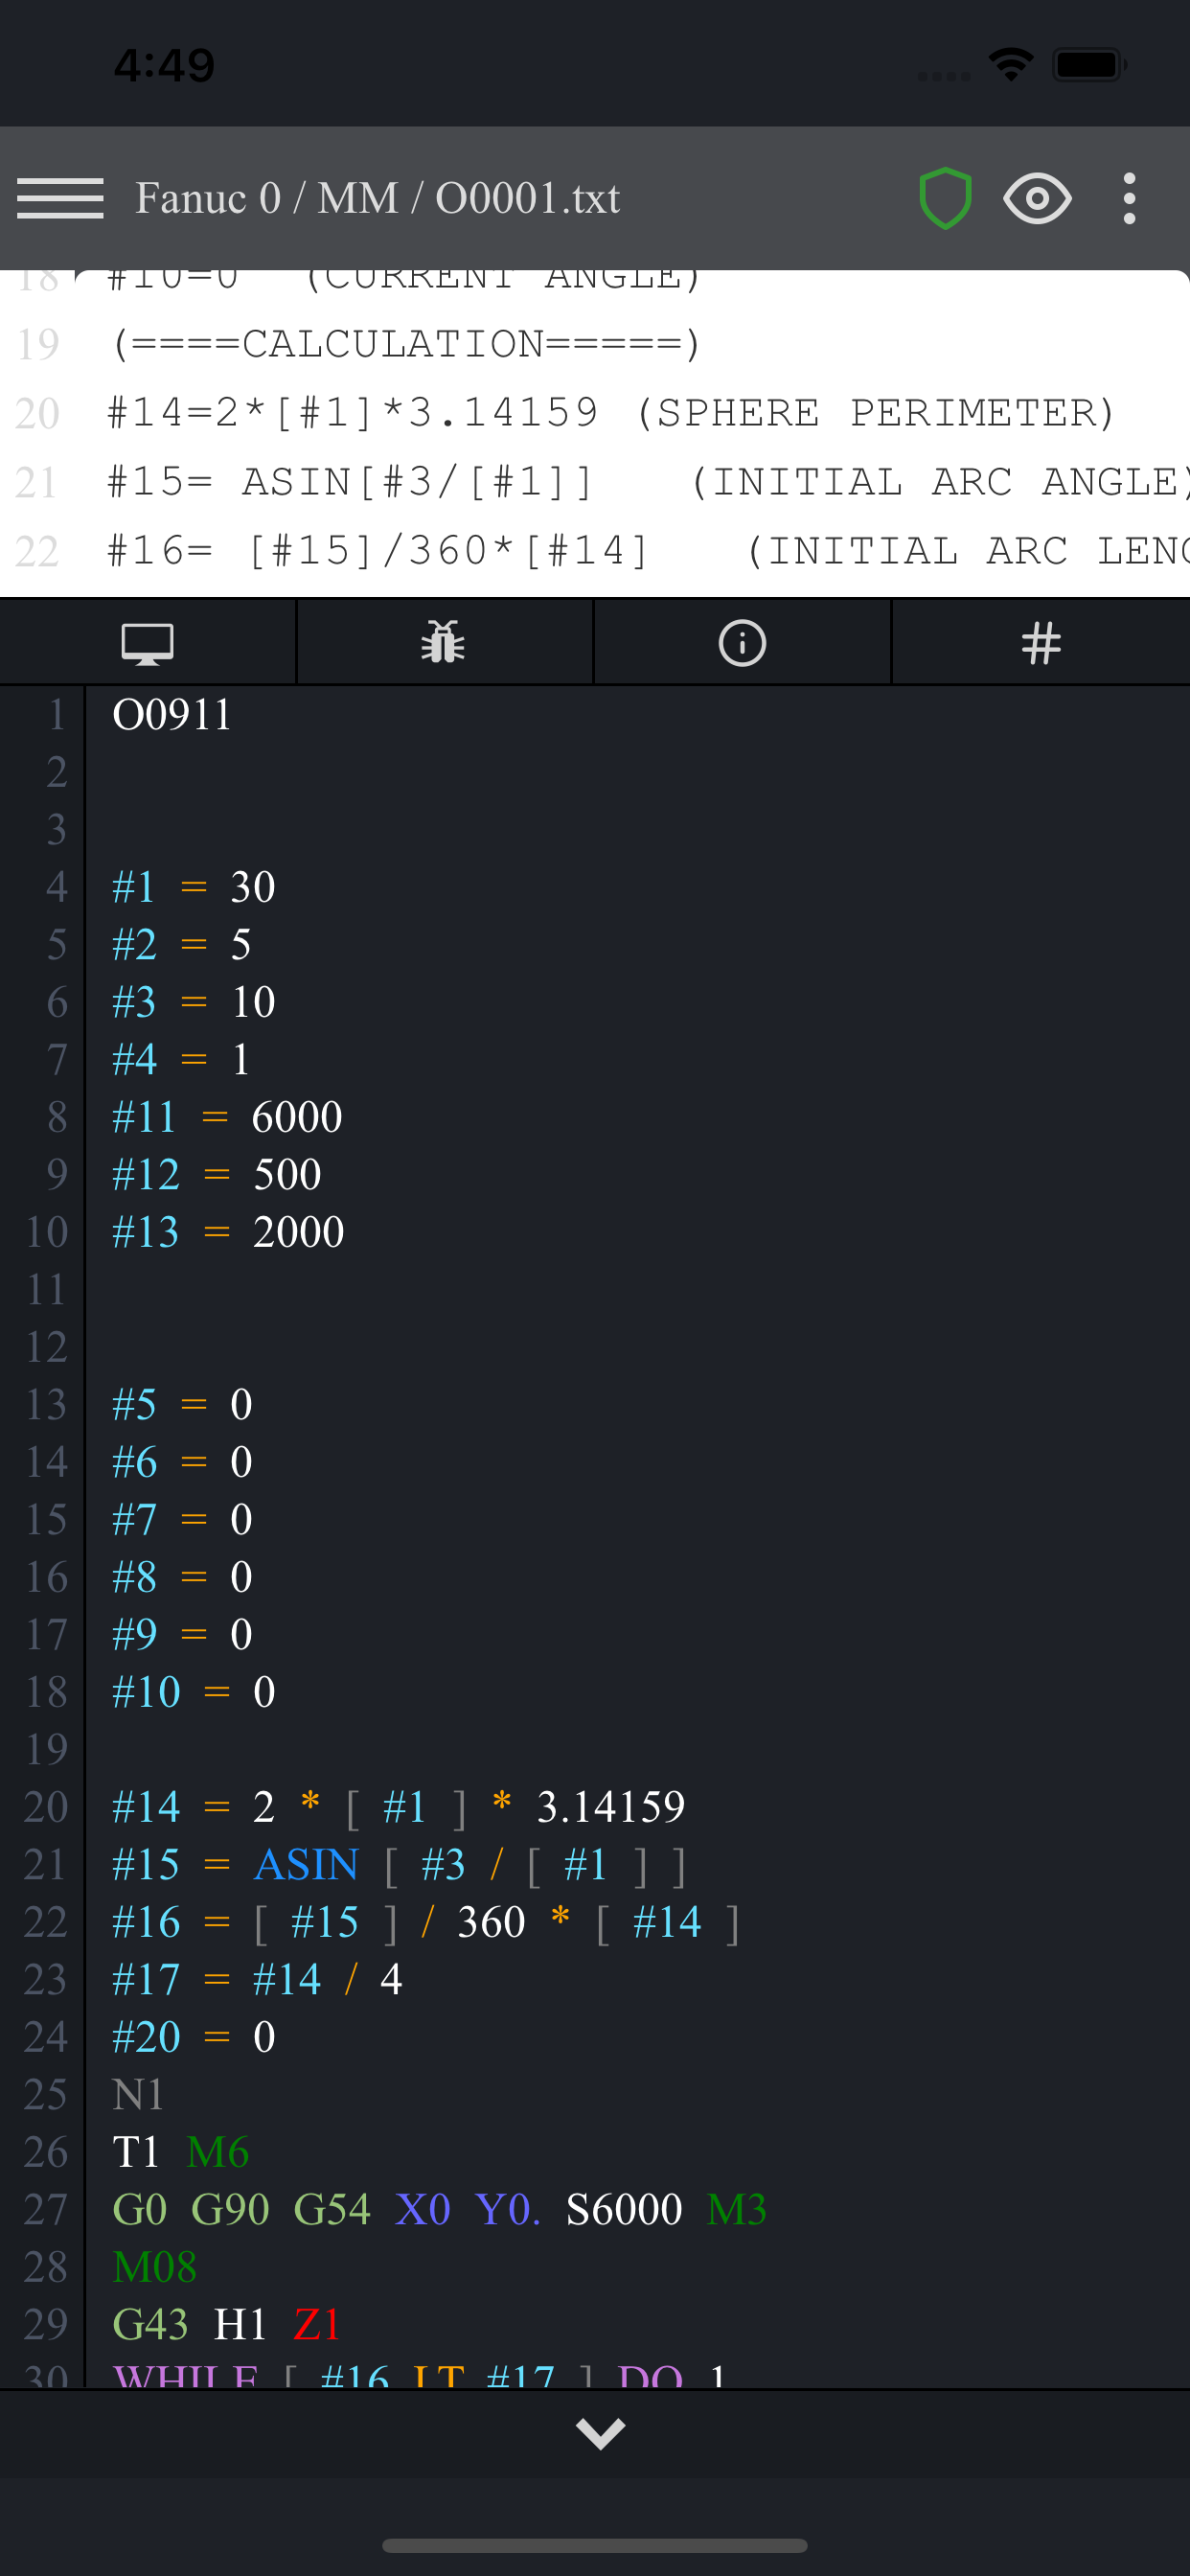 4:49
Fanuc 0 / MM / O0001.txt
18 #10=0 (CURRENT ANGLE)
19 (====CALCULATION=====)
20 #14=2*[#1]*3.14159 (SPHERE PERIMETER)
21 #15= ASIN[#3/[#1]] (INITIAL ARC ANGLE)
22 #16= [#15]/360*[#14] (INITIAL ARC LENG
1 O0911
2
3
4 #1 = 30
5 #2 = 5
6 #3 = 10
7 #4 = 1
8 #11 = 6000
9 #12 = 500
10 #13 = 2000
11
12
13 #5 = 0
14 #6 = 0
15 #7 = 0
16 #8 = 0
17 #9 = 0
18 #10 = 0
19
20 #14 = 2 * [ #1 ] * 3.14159
21 #15 = ASIN [ #3 / [ #1 ] ]
22 #16 = [ #15 ] / 360 * [ #14 ]
23 #17 = #14 / 4
24 #20 = 0
25 N1
26 T1 M6
27 G0 G90 G54 X0 Y0. S6000 M3
28 M08
29 G43 H1 Z1
30 WHILE [ #16 LT #17 ] DO 1